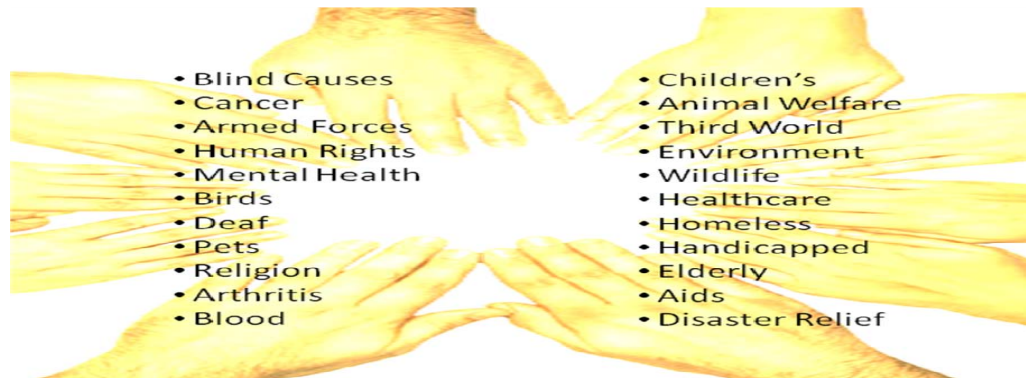 • Blind Causes
• Cancer
• Armed Forces
• Human Rights
• Mental Health
• Birds
• Deaf
• Pets
• Religion
• Arthritis
• Blood
• Children's
• Animal Welfare
• Third World
• Environment
• Wildlife
• Healthcare
• Homeless
• Handicapped
• Elderly
• Aids
• Disaster Relief